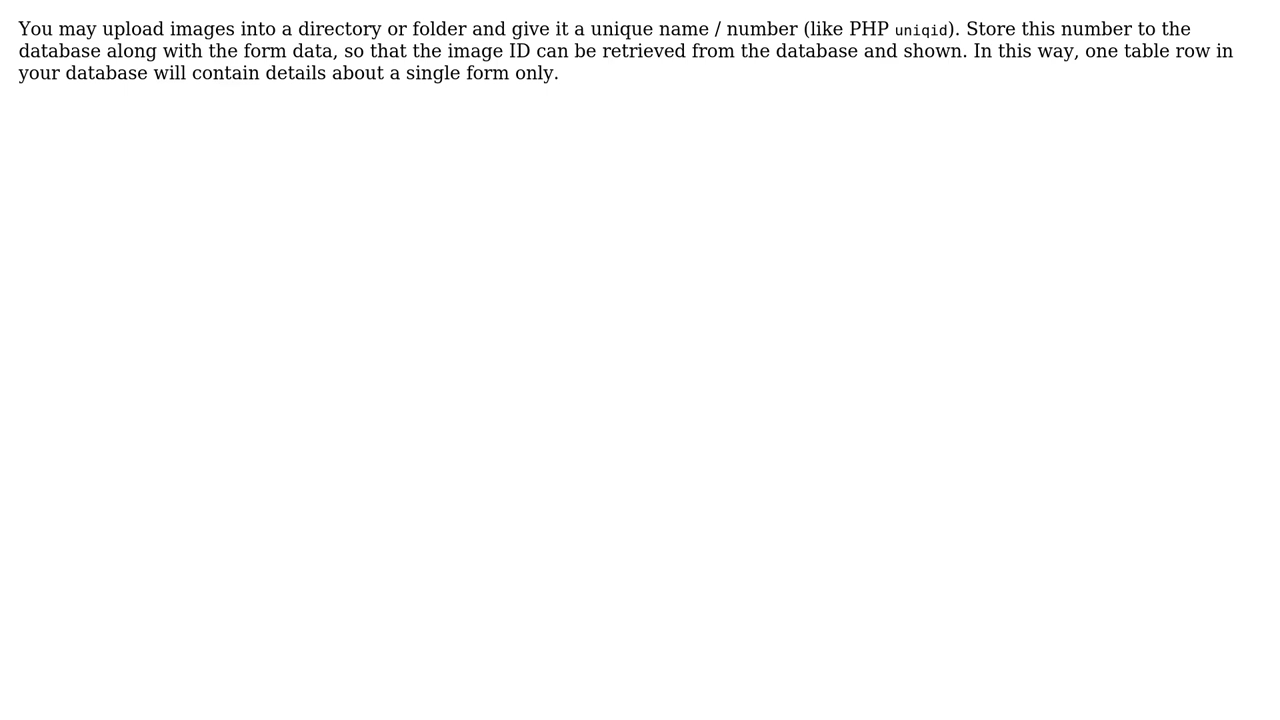 You may upload images into a directory or folder and give it a unique name / number (like PHP uniqid). Store this number to the
database along with the form data, so that the image ID can be retrieved from the database and shown. In this way, one table row in
your database will contain details about a single form only.